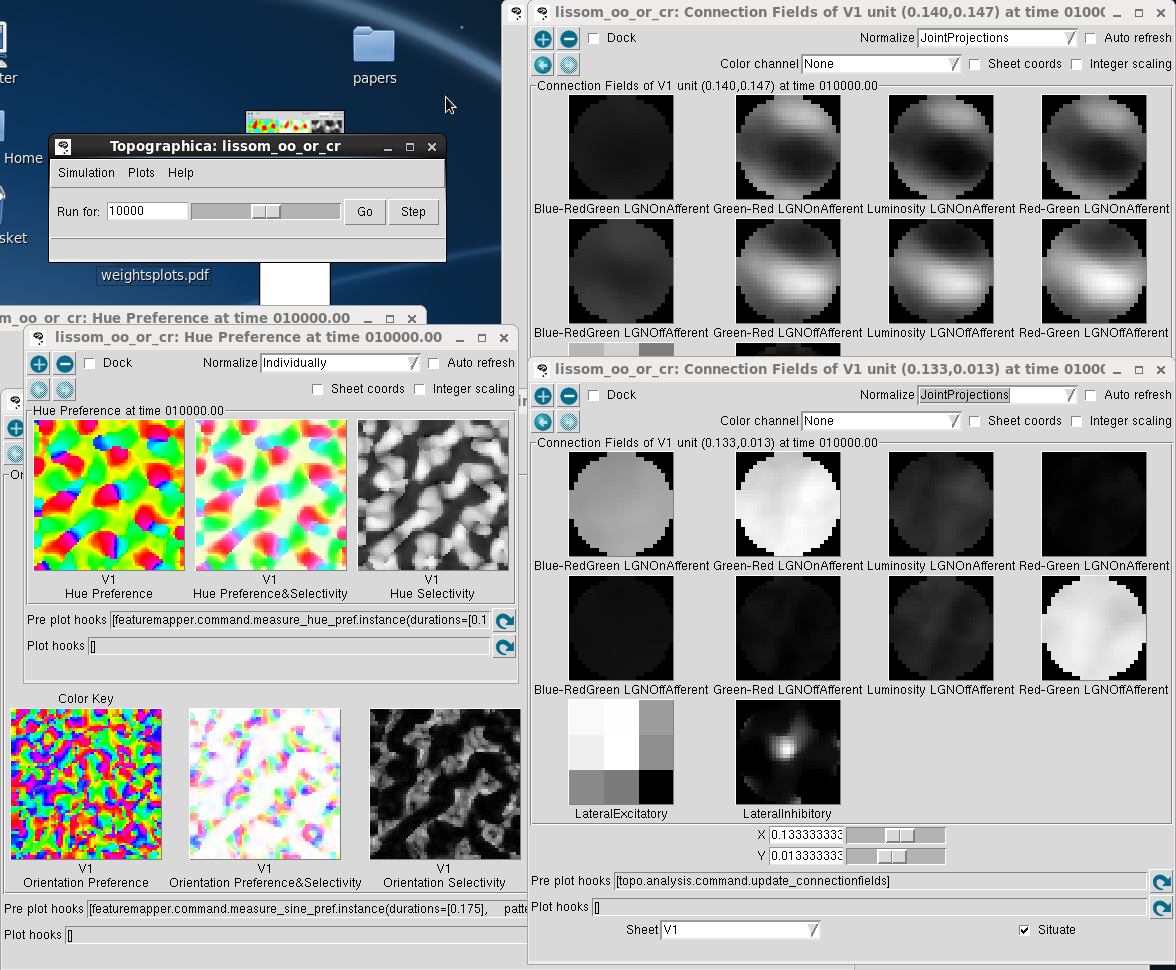 lissom_oo_or_cr: Connection Fields of V1 unit (0.140,0.147) at time 0100(
Dock
Normalize JointProjections
Auto refresh
Color channel None
Sheet coords
Integer scaling
Connection Fields of V1 unit (0.140,0.147) at time 010000.00
Blue-RedGreen LGNOnAfferent Green-Red LGNOnAfferent Luminosity LGNOnAfferent Red-Green LGNOnAfferent
Blue-RedGreen LGNOffAfferent Green-Red LGNOffAfferent Luminosity LGNOffAfferent Red-Green LGNOffAfferent
ter
papers
Home
sket
Topographica: lissom_oo_or_cr
Simulation Plots Help
Run for: 10000
Go Step
weightsplots.pdf
m_oo_or_cr: Hue Preference at time 010000.00
lissom_oo_or_cr: Hue Preference at time 010000.00
Dock
Normalize Individually
Auto refresh
Sheet coords
Integer scaling
Hue Preference at time 010000.00
V1 V1 V1
Hue Preference Hue Preference&Selectivity Hue Selectivity
Pre plot hooks [featuremapper.command.measure_hue_pref.instance(durations=[0.1
Plot hooks []
Or
Color Key
V1 V1 V1
Orientation Preference Orientation Preference&Selectivity Orientation Selectivity
Pre plot hooks [featuremapper.command.measure_sine_pref.instance(durations=[0.175], patte
Plot hooks []
lissom_oo_or_cr: Connection Fields of V1 unit (0.133,0.013) at time 0100(
Dock
Normalize JointProjections
Auto refresh
Color channel None
Sheet coords
Integer scaling
Connection Fields of V1 unit (0.133,0.013) at time 010000.00
Blue-RedGreen LGNOnAfferent Green-Red LGNOnAfferent Luminosity LGNOnAfferent Red-Green LGNOnAfferent
Blue-RedGreen LGNOffAfferent Green-Red LGNOffAfferent Luminosity LGNOffAfferent Red-Green LGNOffAfferent
LateralExcitatory LateralInhibitory
X 0.133333333
Y 0.013333333
Pre plot hooks [topo.analysis.command.update_connectionfields]
Plot hooks []
Sheet V1
Situate